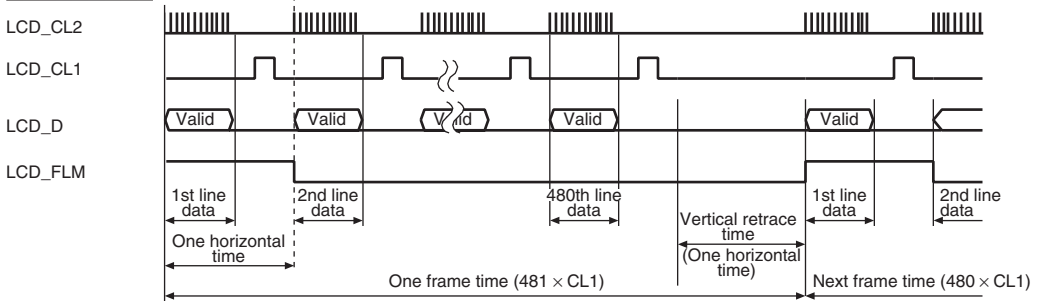 LCD_CL2
LCD_CL1
LCD_D
Valid
Valid
Valid
Valid
Valid
LCD_FLM
1st line
data
2nd line
data
480th line
data
1st line
data
2nd line
data
One horizontal
time
Vertical retrace
time
(One horizontal
time)
One frame time (481 × CL1)
Next frame time (480 × CL1)